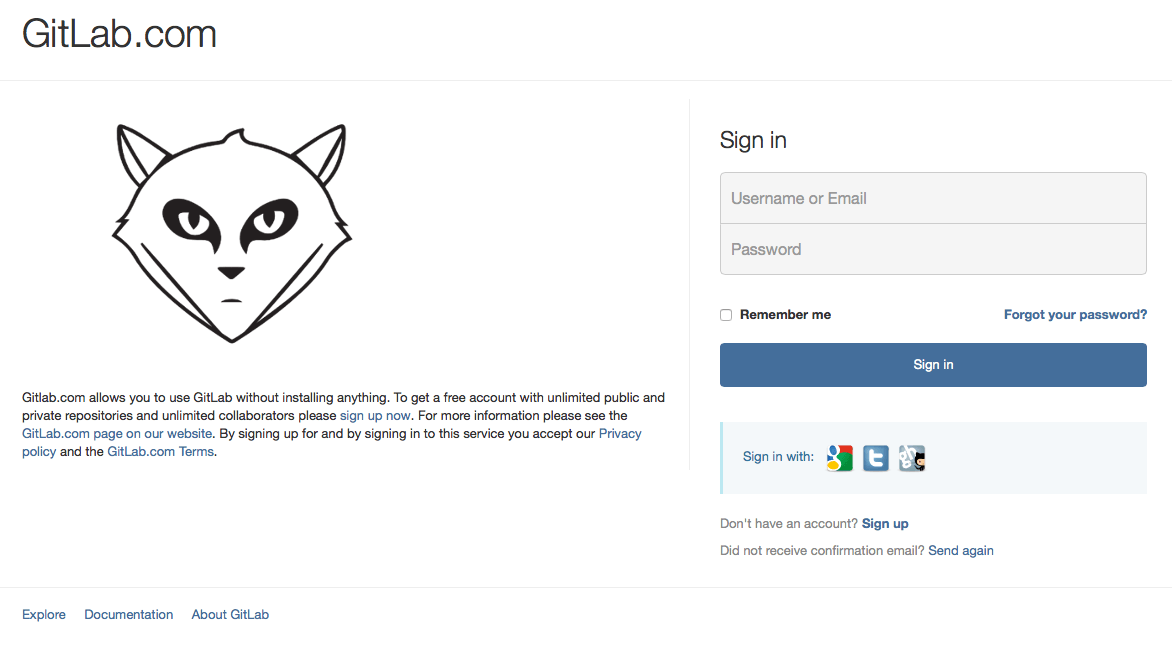 GitLab.com
Gitlab.com allows you to use GitLab without installing anything. To get a free account with unlimited public and
private repositories and unlimited collaborators please sign up now. For more information please see the
GitLab.com page on our website. By signing up for and by signing in to this service you accept our Privacy
policy and the GitLab.com Terms.
Sign in
Username or Email
Password
Remember me
Forgot your password?
Sign in
Sign in with:
Don't have an account? Sign up
Did not receive confirmation email? Send again
Explore
Documentation
About GitLab